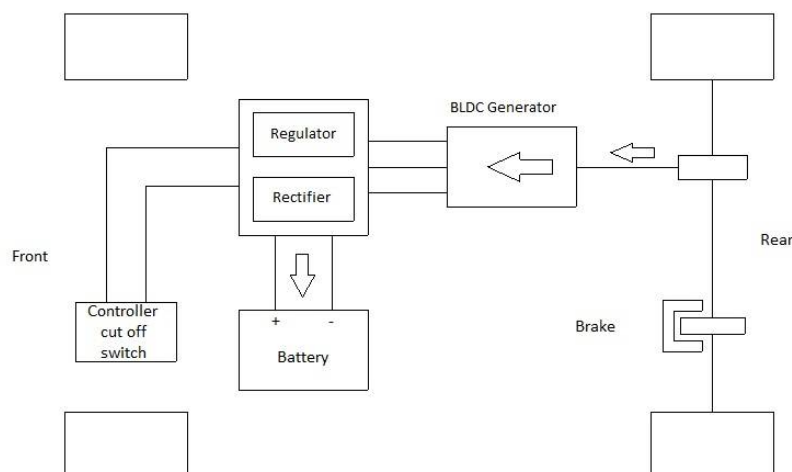 BLDC Generator
Regulator
Rectifier
Front
Rear
Controller
cut off
switch
+ -
Brake
Battery